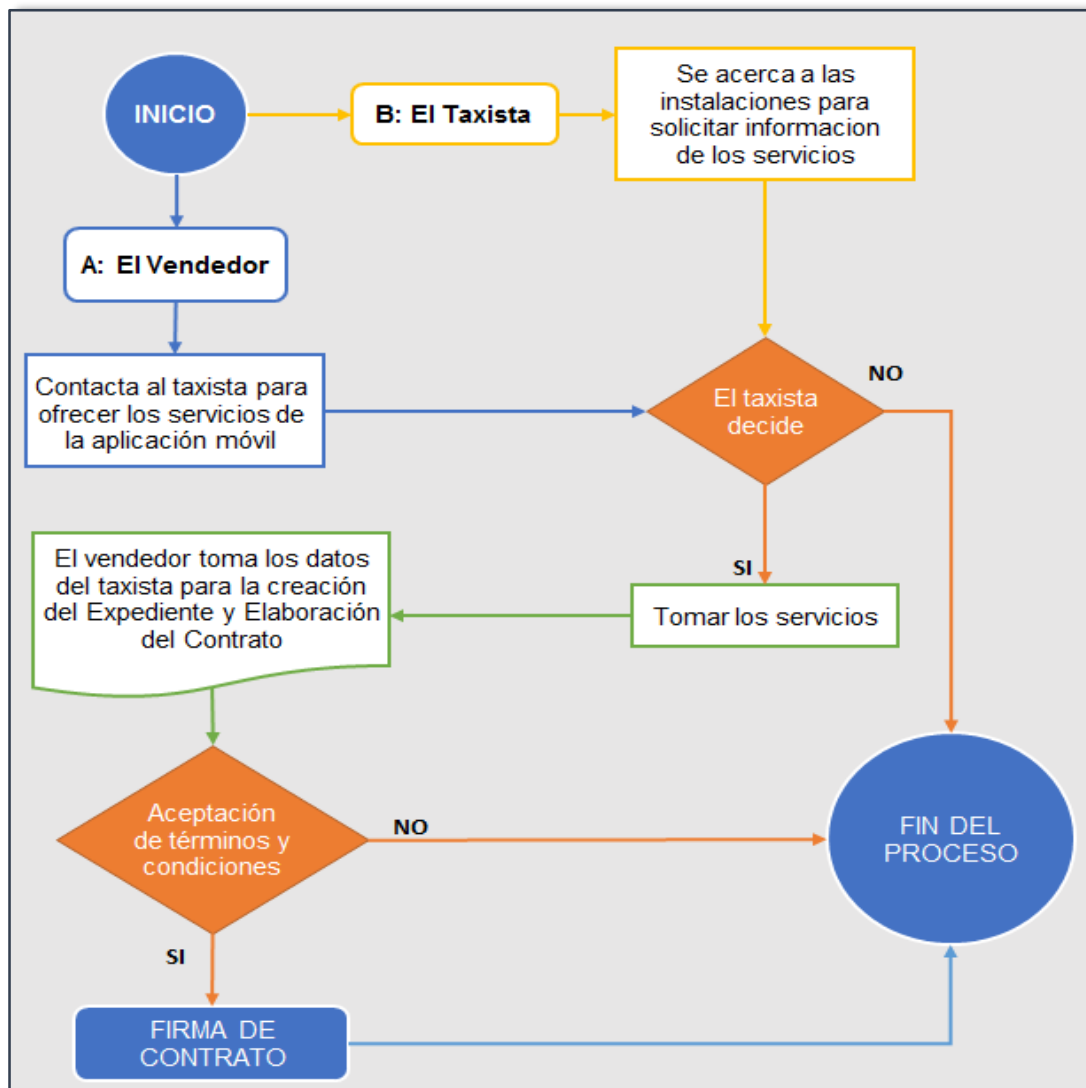 INICIO
B: El Taxista
Se acerca a las
instalaciones para
solicitar informacion
de los servicios
A: El Vendedor
Contacta al taxista para
ofrecer los servicios de
la aplicación móvil
El taxista
decide
NO
SI
Tomar los servicios
El vendedor toma los datos
del taxista para la creación
del Expediente y Elaboración
del Contrato
Aceptación
de términos y
condiciones
NO
SI
FIRMA DE
CONTRATO
FIN DEL
PROCESO